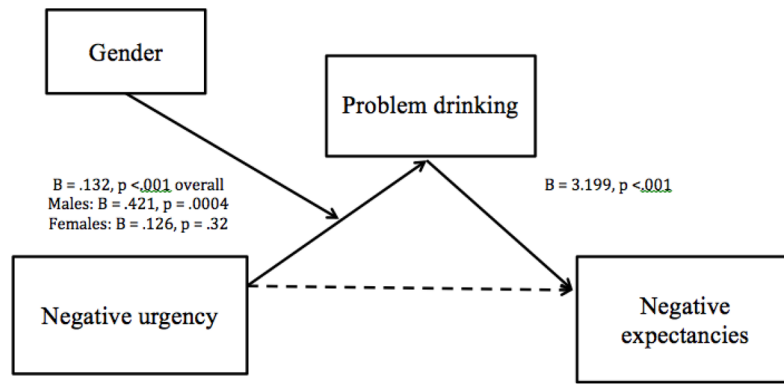 Gender
Problem drinking
B = .132, p <.001 overall
Males: B = .421, p = .0004
Females: B = .126, p = .32
B = 3.199, p <.001
Negative urgency
Negative
expectancies